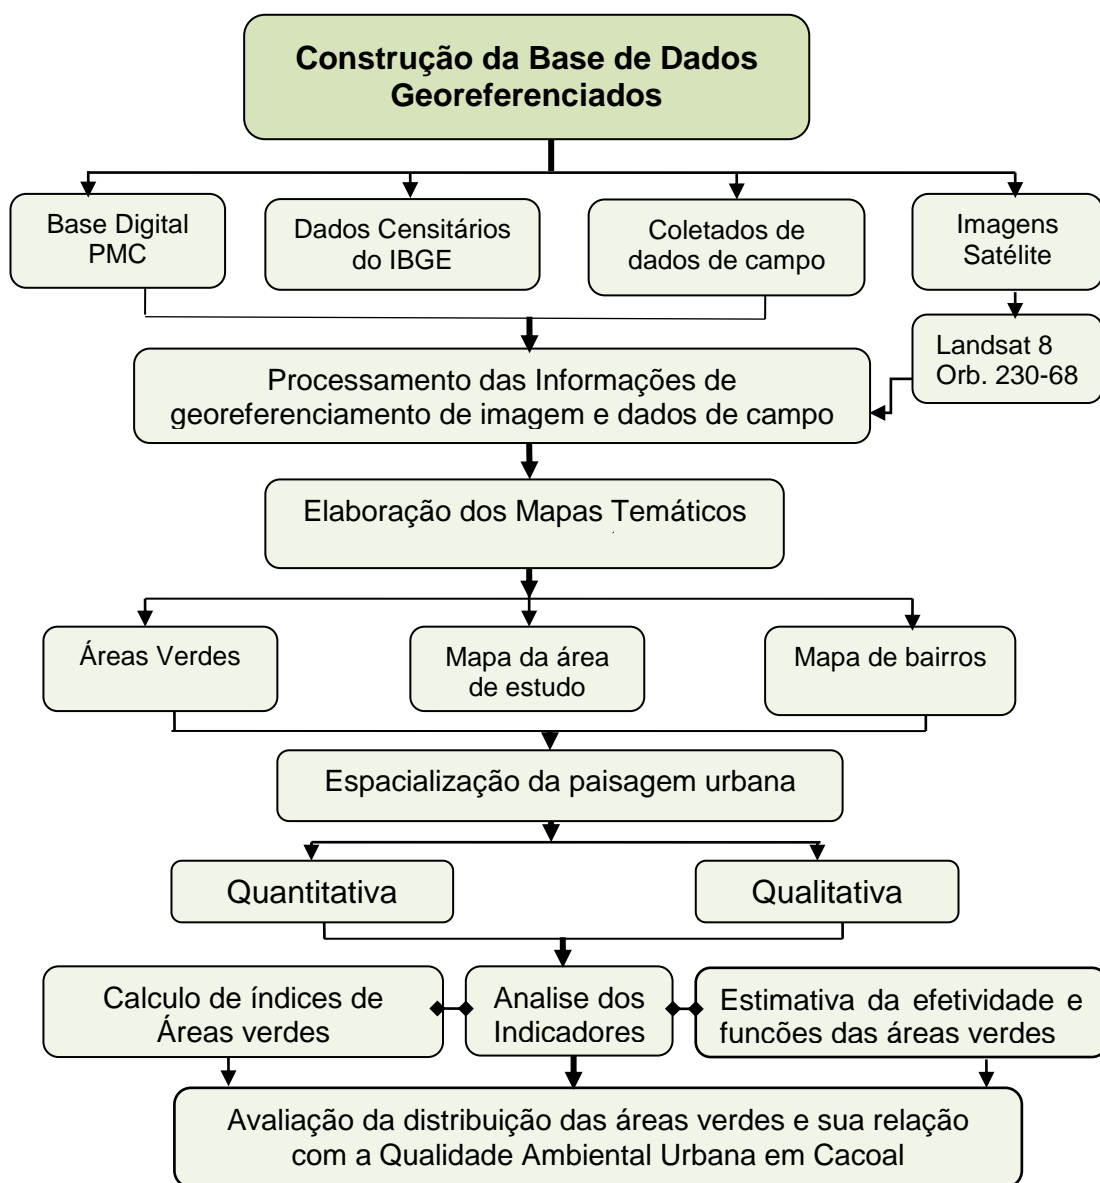 Construção da Base de Dados
Georeferenciados
Base Digital
PMC
Dados Censitários
do IBGE
Coletados de
dados de campo
Imagens
Satélite
Landsat 8
Orb. 230-68
Processamento das Informações de
georeferenciamento de imagem e dados de campo
Elaboração dos Mapas Temáticos
Áreas Verdes
Mapa da área
de estudo
Mapa de bairros
Espacialização da paisagem urbana
Quantitativa
Qualitativa
Calculo de índices de
Áreas verdes
Analise dos
Indicadores
Estimativa da efetividade e
funcões das áreas verdes
Avaliação da distribuição das áreas verdes e sua relação
com a Qualidade Ambiental Urbana em Cacoal